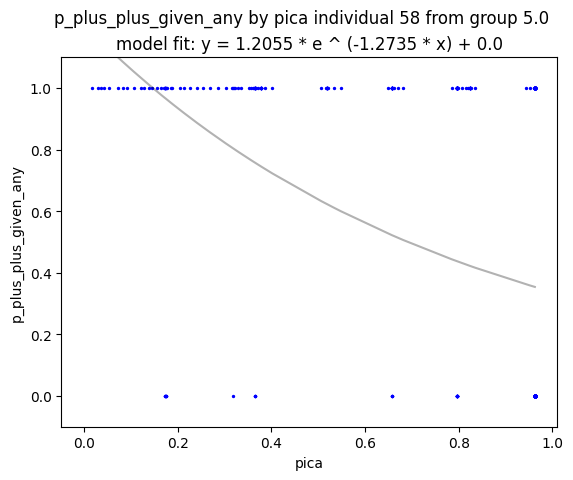 p_plus_plus_given_any by pica individual 58 from group 5.0
model fit: y = 1.2055 * e ^ (-1.2735 * x) + 0.0
p_plus_plus_given_any
1.0
0.8
0.6
0.4
0.2
0.0
0.0 0.2 0.4 0.6 0.8 1.0
pica